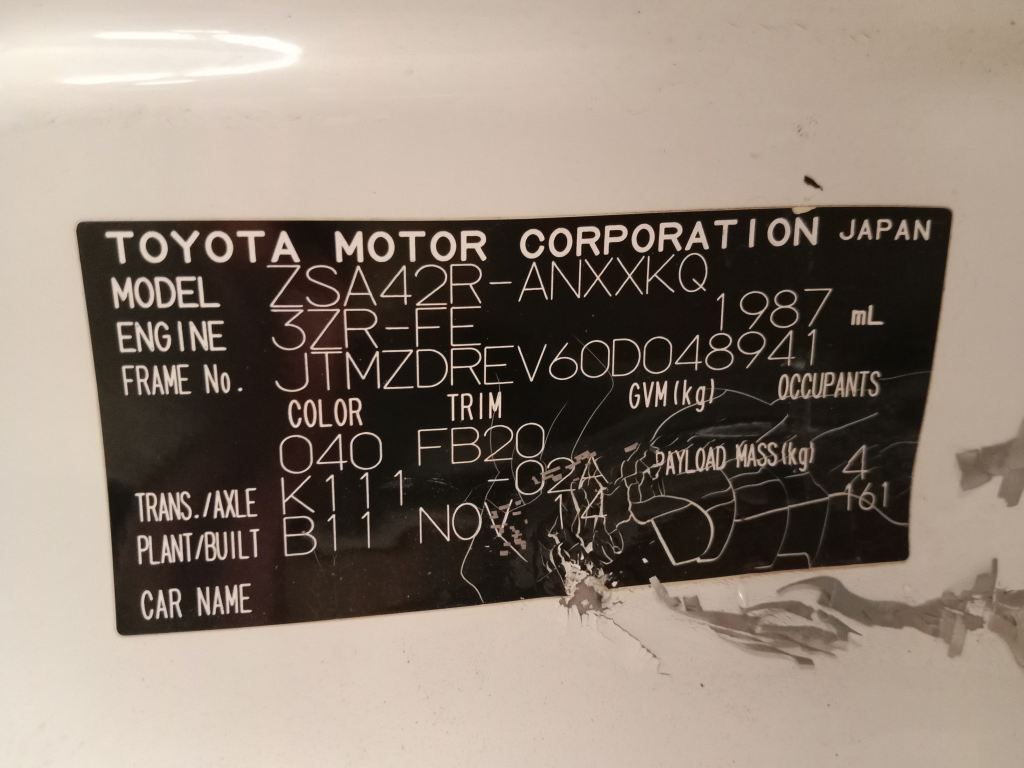 TOYOTA MOTOR CORPORATION JAPAN
MODEL ZSA42R-ANXXKQ
ENGINE 3ZR-FE 1987 mL
FRAME No. JTMZDREV60D048941
COLOR TRIM GVM(kg) OCCUPANTS
040 FB20
PAYLOAD MASS(kg) 4
TRANS./AXLE K111 -02A 161
PLANT/BUILT B11 NOV 14
CAR NAME